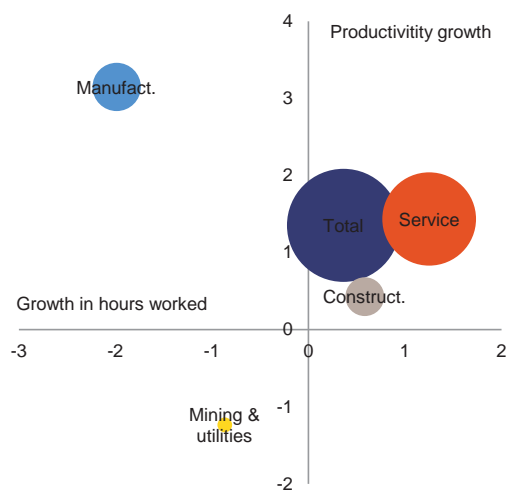 4
Productivitity growth
Manufact.
3
2
Total
Service
1
Construct.
Growth in hours worked
0
-3
-2
-1
0
1
2
-1
Mining &
utilities
-2